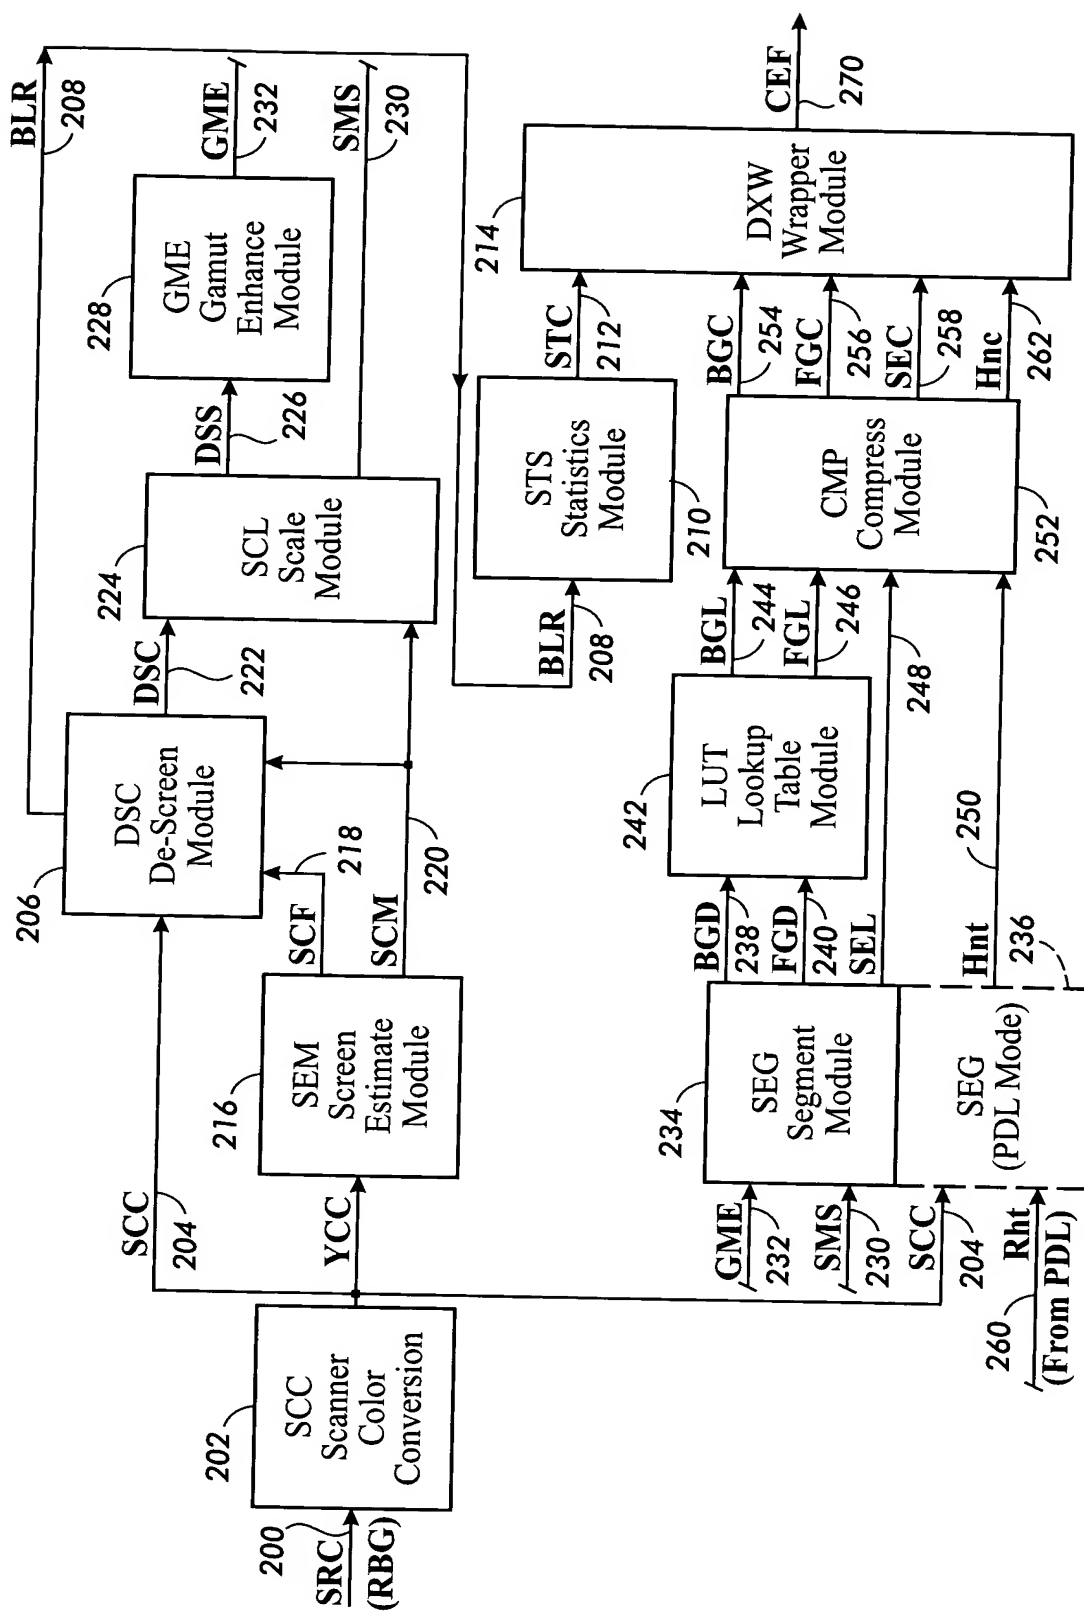 SRC
(RBG)
200
202
SCC
Scanner
Color
Conversion
SCC
204
YCC
216
SEM
Screen
Estimate
Module
SCF
218
SCM
220
206
DSC
De-Screen
Module
BLR
208
DSC
222
224
SCL
Scale
Module
DSS
226
228
GME
Gamut
Enhance
Module
GME
232
SMS
230
BLR
208
STS
Statistics
Module
210
STC
212
214
DXW
Wrapper
Module
CEF
270
GME
232
SMS
230
SCC
204
Rht
260
(From PDL)
234
SEG
Segment
Module
SEG
(PDL Mode)
236
BGD
238
FGD
240
SEL
248
Hnt
250
242
LUT
Lookup
Table
Module
BGL
244
FGL
246
CMP
Compress
Module
252
BGC
254
FGC
256
SEC
258
Hnc
262